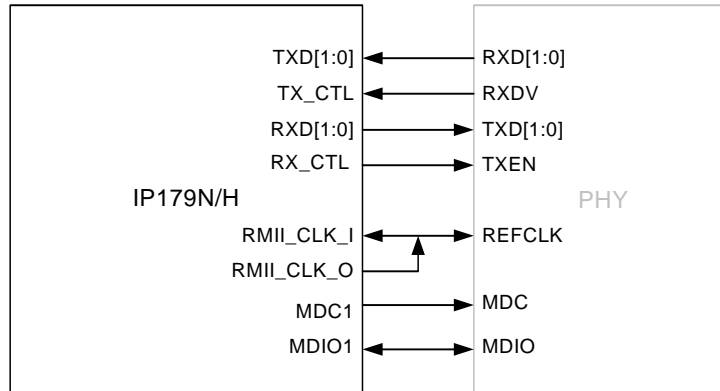 TXD[1:0] RXD[1:0]
TX_CTL RXDV
RXD[1:0] TXD[1:0]
RX_CTL TXEN
IP179N/H PHY
RMII_CLK_I REFCLK
RMII_CLK_O
MDC1 MDC
MDIO1 MDIO